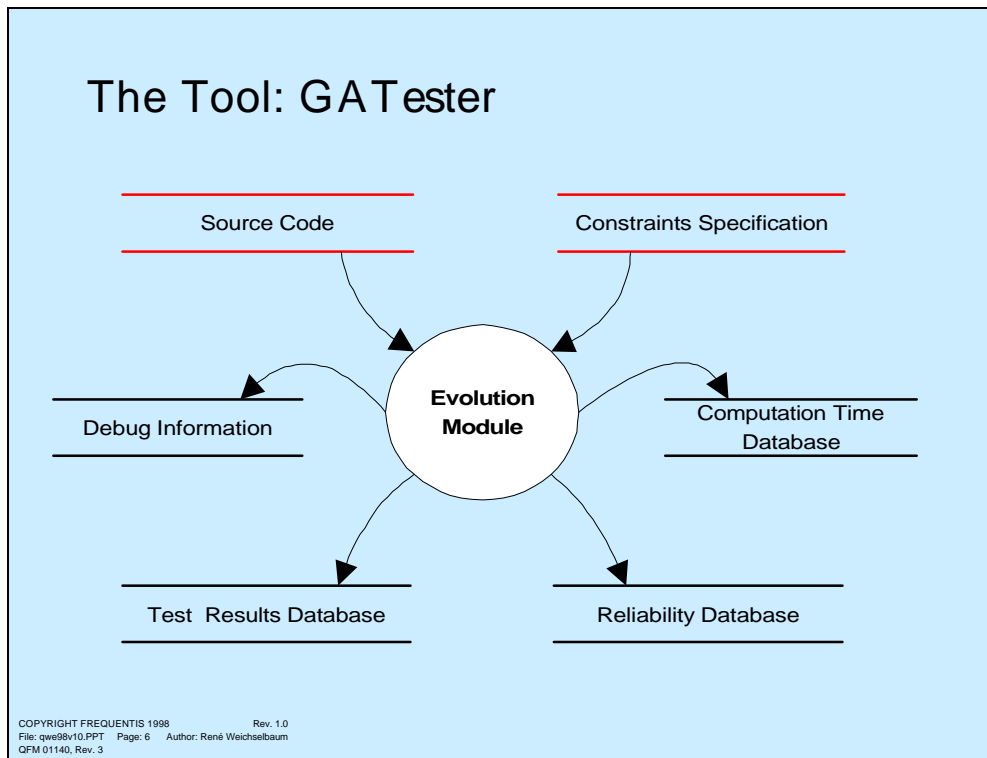 The Tool: GATester
Source Code
Constraints Specification
Evolution
Module
Debug Information
Computation Time
Database
Test Results Database
Reliability Database
COPYRIGHT FREQUENTIS 1998 Rev. 1.0
File: qwe98v10.PPT Page: 6 Author: René Weichselbaum
QFM 01140, Rev. 3